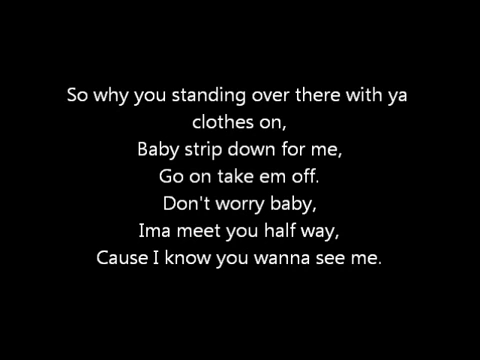 So why you standing over there with ya
clothes on,
Baby strip down for me,
Go on take em off.
Don't worry baby,
Ima meet you half way,
Cause I know you wanna see me.